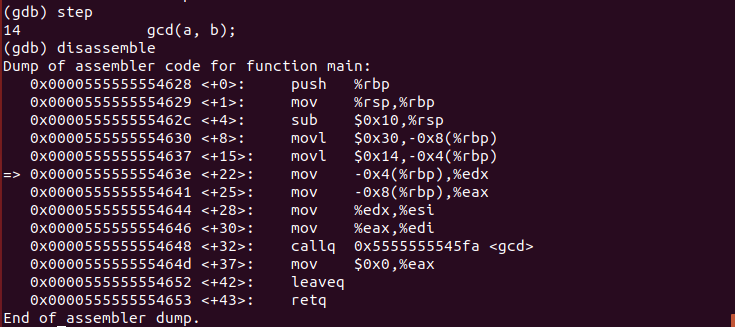 (gdb) step
14              gcd(a, b);
(gdb) disassemble
Dump of assembler code for function main:
   0x0000555555554628 <+0>:     push   %rbp
   0x0000555555554629 <+1>:     mov    %rsp,%rbp
   0x000055555555462c <+4>:     sub    $0x10,%rsp
   0x0000555555554630 <+8>:     movl   $0x30,-0x8(%rbp)
   0x0000555555554637 <+15>:    movl   $0x14,-0x4(%rbp)
=> 0x000055555555463e <+22>:    mov    -0x4(%rbp),%edx
   0x0000555555554641 <+25>:    mov    -0x8(%rbp),%eax
   0x0000555555554644 <+28>:    mov    %edx,%esi
   0x0000555555554646 <+30>:    mov    %eax,%edi
   0x0000555555554648 <+32>:    callq  0x5555555545fa <gcd>
   0x000055555555464d <+37>:    mov    $0x0,%eax
   0x0000555555554652 <+42>:    leaveq
   0x0000555555554653 <+43>:    retq
End of assembler dump.